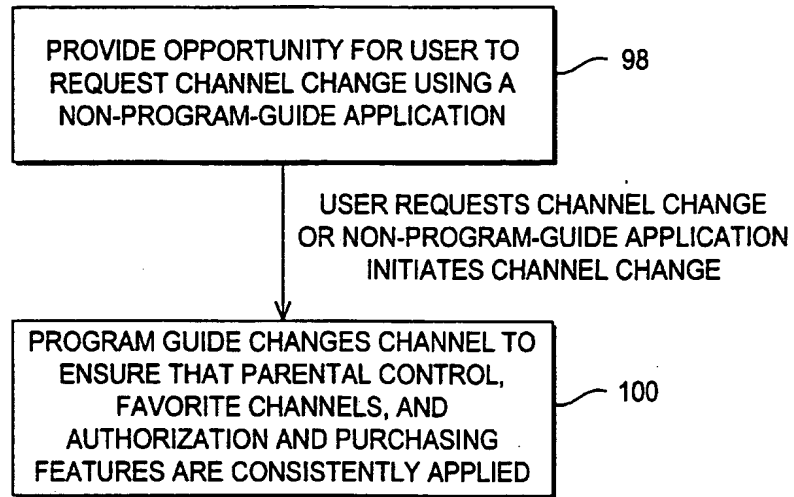 PROVIDE OPPORTUNITY FOR USER TO
REQUEST CHANNEL CHANGE USING A
NON-PROGRAM-GUIDE APPLICATION
98
USER REQUESTS CHANNEL CHANGE
OR NON-PROGRAM-GUIDE APPLICATION
INITIATES CHANNEL CHANGE
PROGRAM GUIDE CHANGES CHANNEL TO
ENSURE THAT PARENTAL CONTROL,
FAVORITE CHANNELS, AND
AUTHORIZATION AND PURCHASING
FEATURES ARE CONSISTENTLY APPLIED
100